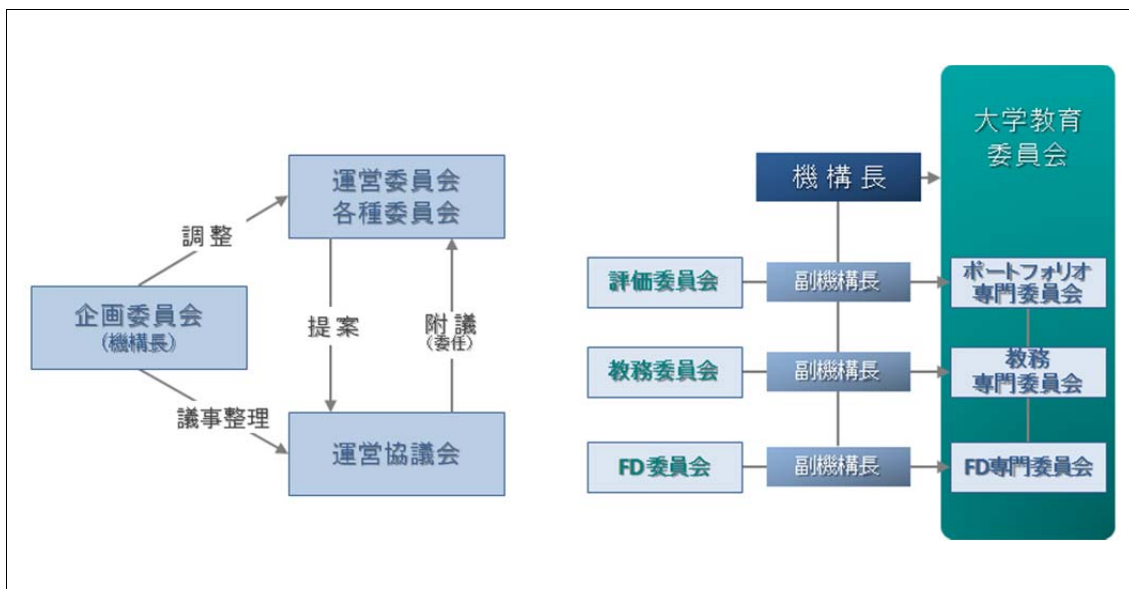 運営委員会
各種委員会
調整
企画委員会
(機構長)
提案
附議
(委任)
議事整理
運営協議会
大学教育
委員会
機構長
評価委員会
副機構長
ポートフォリオ
専門委員会
教務委員会
副機構長
教務
専門委員会
FD委員会
副機構長
FD専門委員会